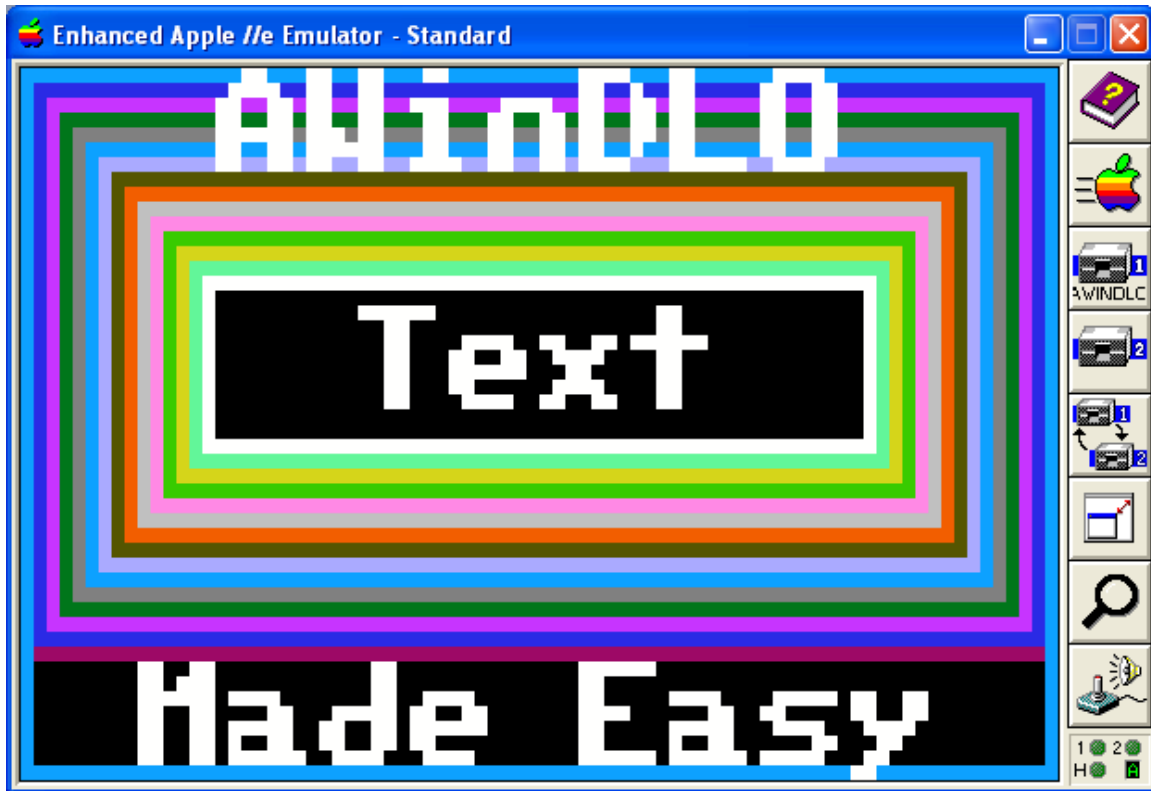 Enhanced Apple //e Emulator - Standard
AWinDLO
Text
Made Easy
?
1
AWINDLC
2
1
2
1 2
H A